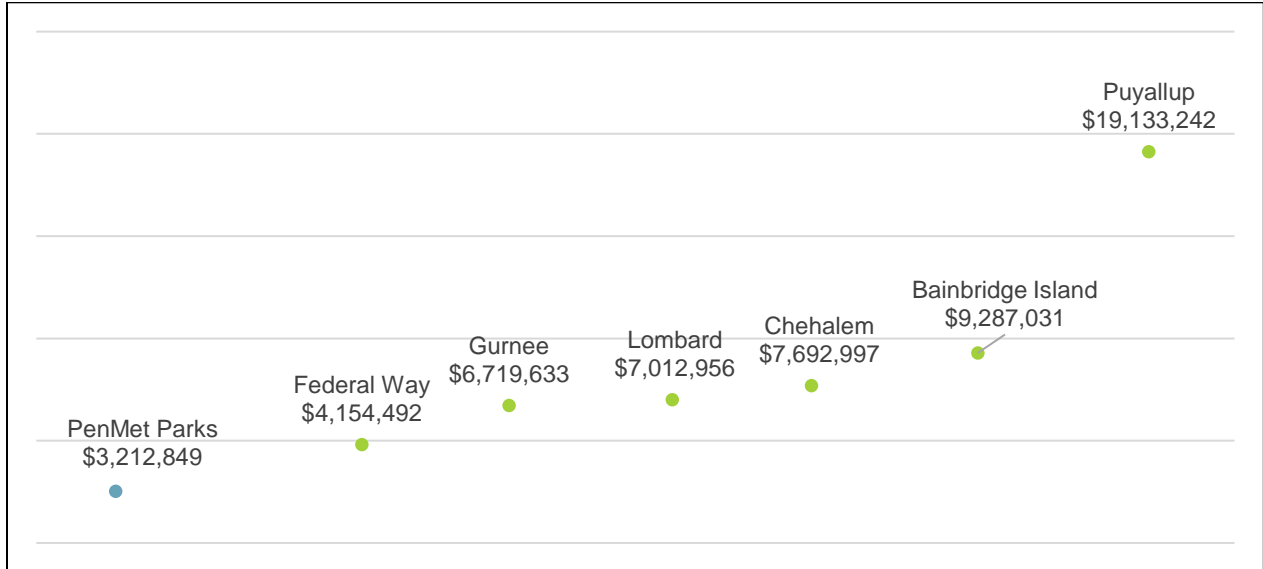 PenMet Parks
$3,212,849
Federal Way
$4,154,492
Gurnee
$6,719,633
Lombard
$7,012,956
Chehalem
$7,692,997
Bainbridge Island
$9,287,031
Puyallup
$19,133,242